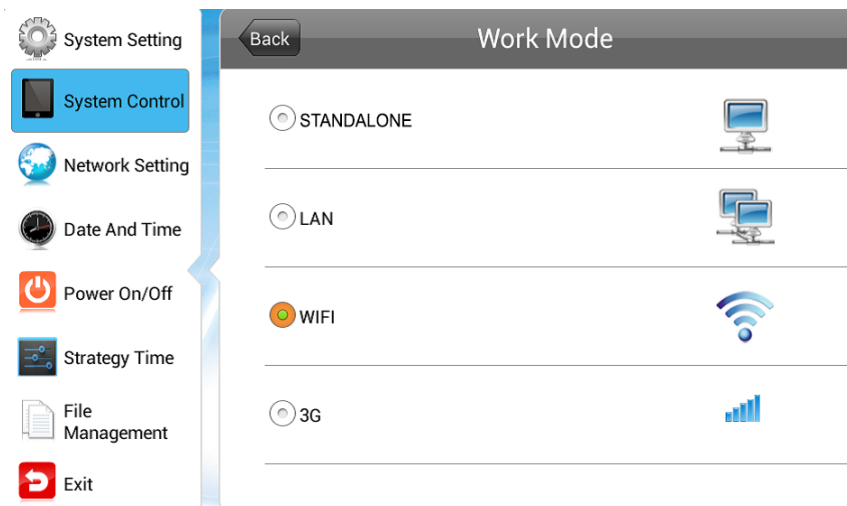 System Setting
System Control
Network Setting
Date And Time
Power On/Off
Strategy Time
File
Management
Exit
Back
Work Mode
STANDALONE
LAN
WIFI
3G